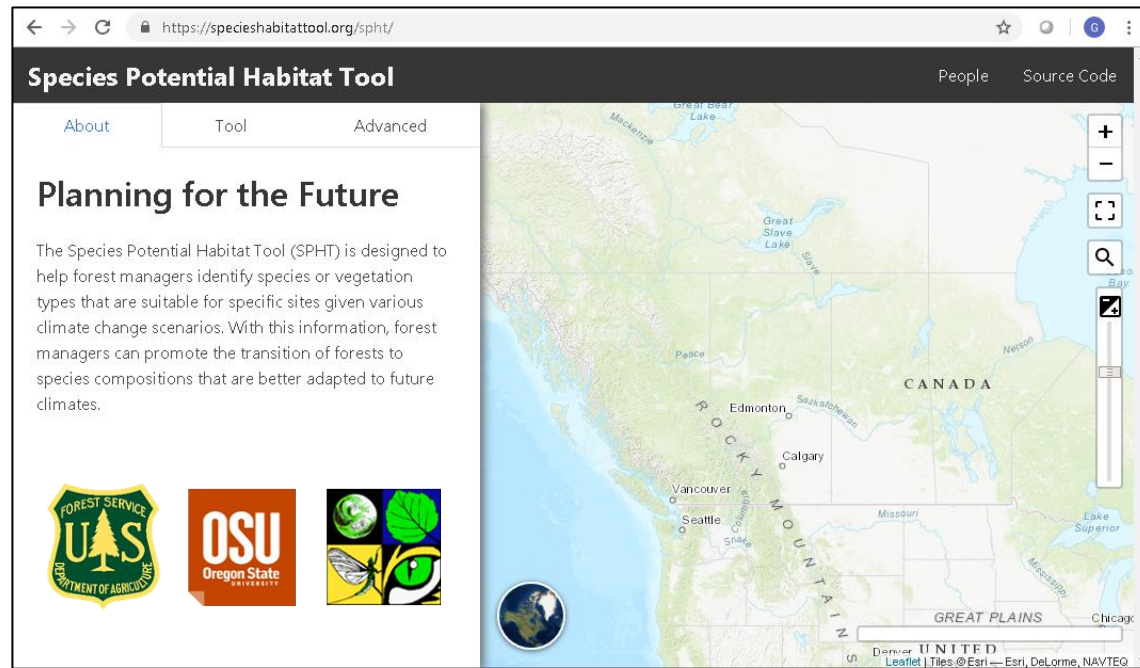 https://specieshabitattool.org/spht/
G
Species Potential Habitat Tool
People
Source Code
About
Tool
Advanced
Planning for the Future
The Species Potential Habitat Tool (SPHT) is designed to
help forest managers identify species or vegetation
types that are suitable for specific sites given various
climate change scenarios. With this information, forest
managers can promote the transition of forests to
species compositions that are better adapted to future
climates.
FOREST SERVICE
U S
DEPARTMENT OF AGRICULTURE
OSU
Oregon State
UNIVERSITY
Great Bear
Lake
Mackenzie
Great
Slave
Lake
Slave
Bay
Peace
Nelson
CANADA
Edmonton
Saskatchewan
ROCKY MOUNTAINS
Calgary
Vancouver
Columbia
Seattle
Snake
Missouri
Lake
Superior
Mississippi
GREAT PLAINS
Chicago
Denver
UNITED
Leaflet | Tiles © Esri — Esri, DeLorme, NAVTEQ